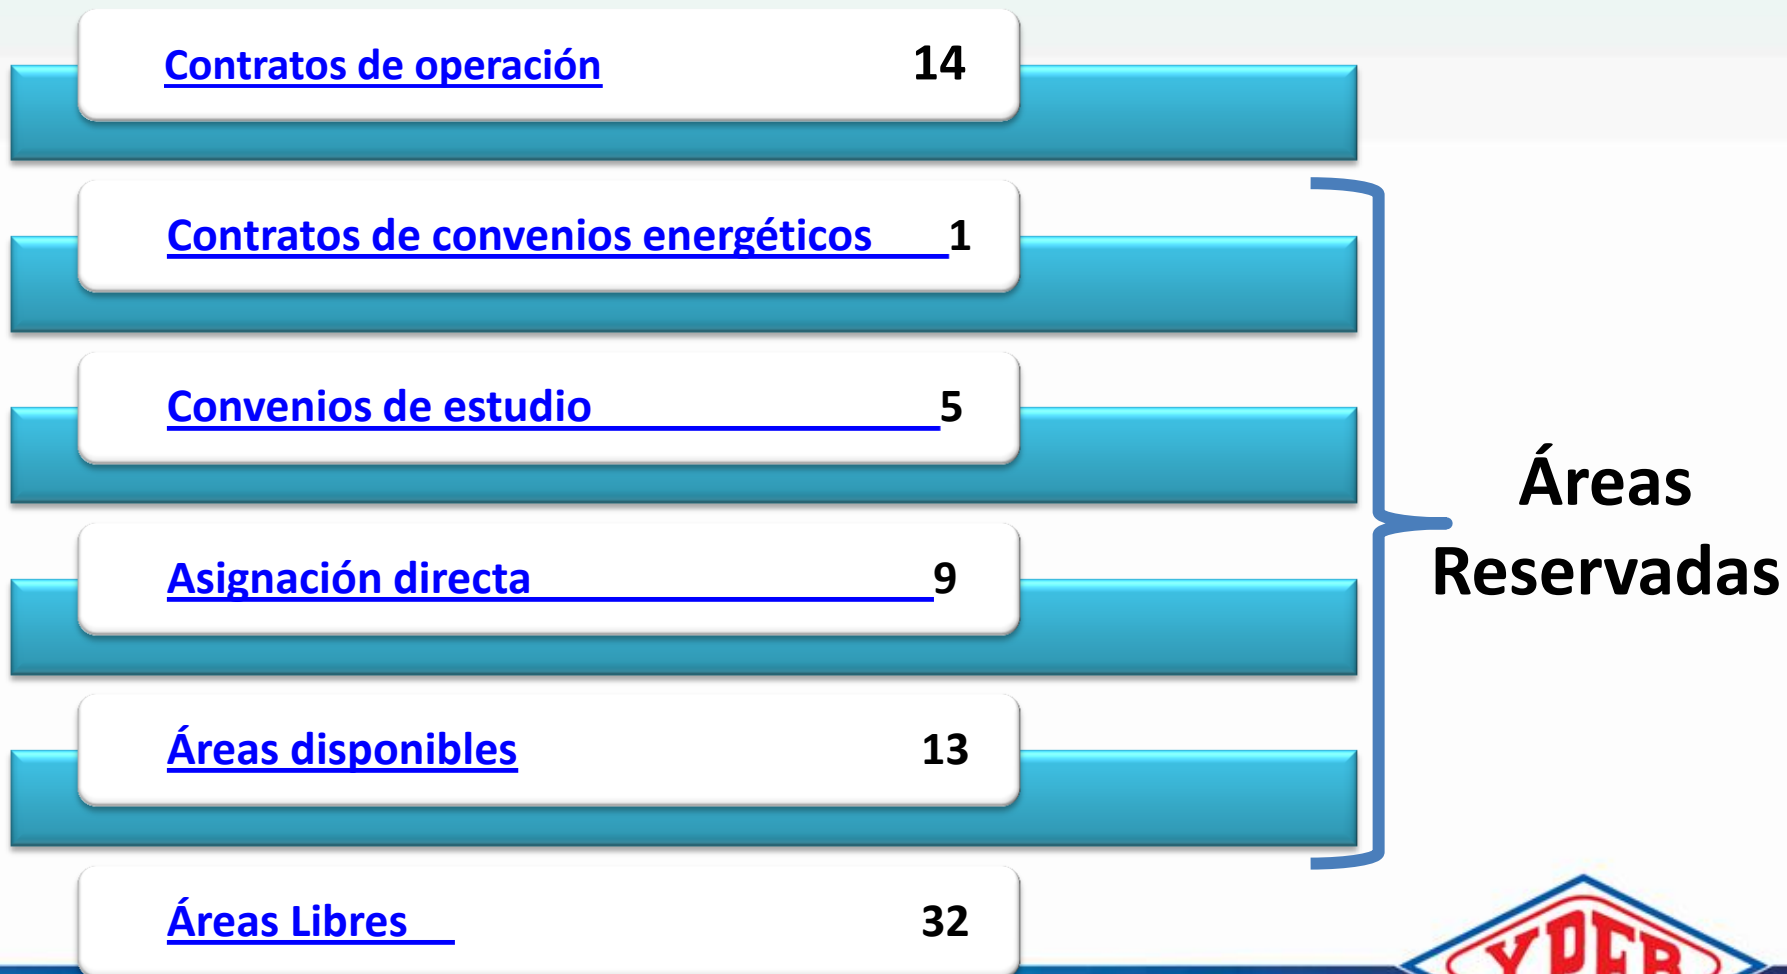 Contratos de operación 14
Contratos de convenios energéticos 1
Convenios de estudio 5
Asignación directa 9
Áreas disponibles 13
Áreas Libres 32
Áreas
Reservadas
YPFB